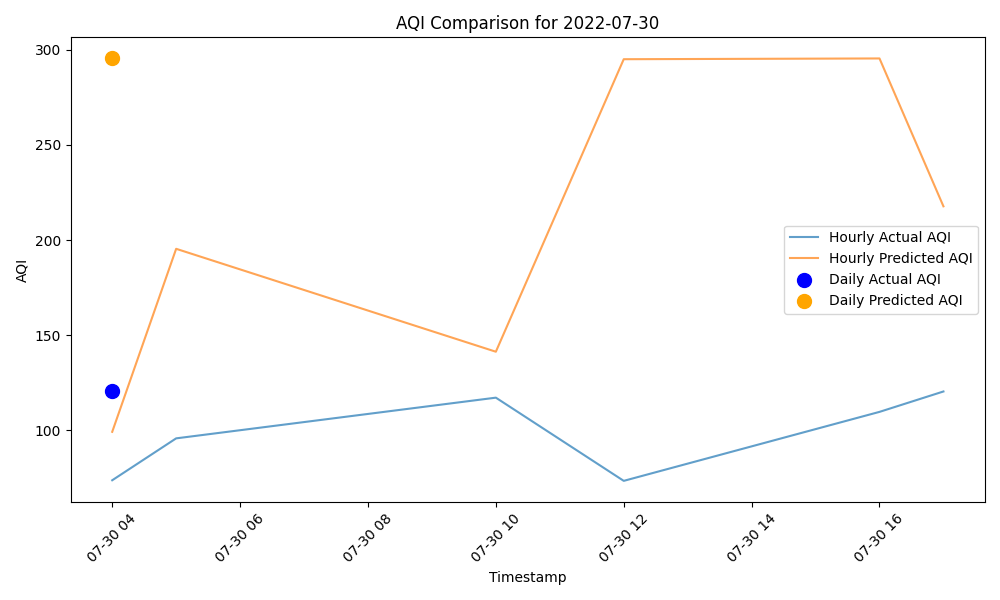 AQI Comparison for 2022-07-30
300
250
200
150
100
AQI
Hourly Actual AQI
Hourly Predicted AQI
Daily Actual AQI
Daily Predicted AQI
07-30 04
07-30 06
07-30 08
07-30 10
07-30 12
07-30 14
07-30 16
Timestamp